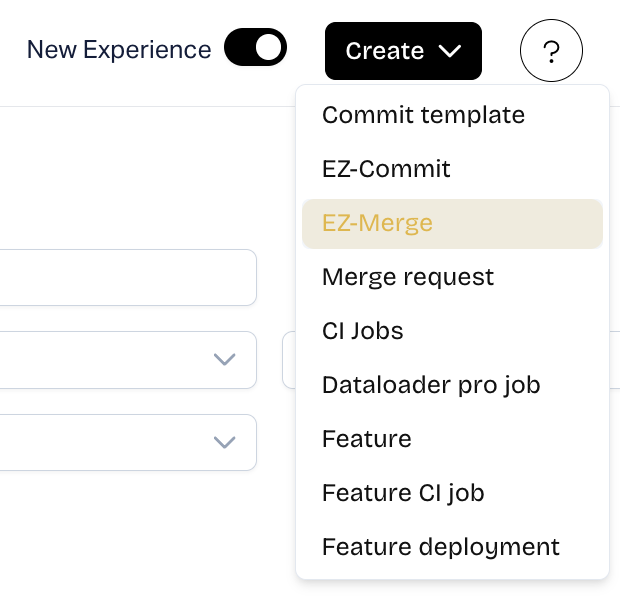 New Experience
Create
?
Commit template
EZ-Commit
EZ-Merge
Merge request
CI Jobs
Dataloader pro job
Feature
Feature CI job
Feature deployment